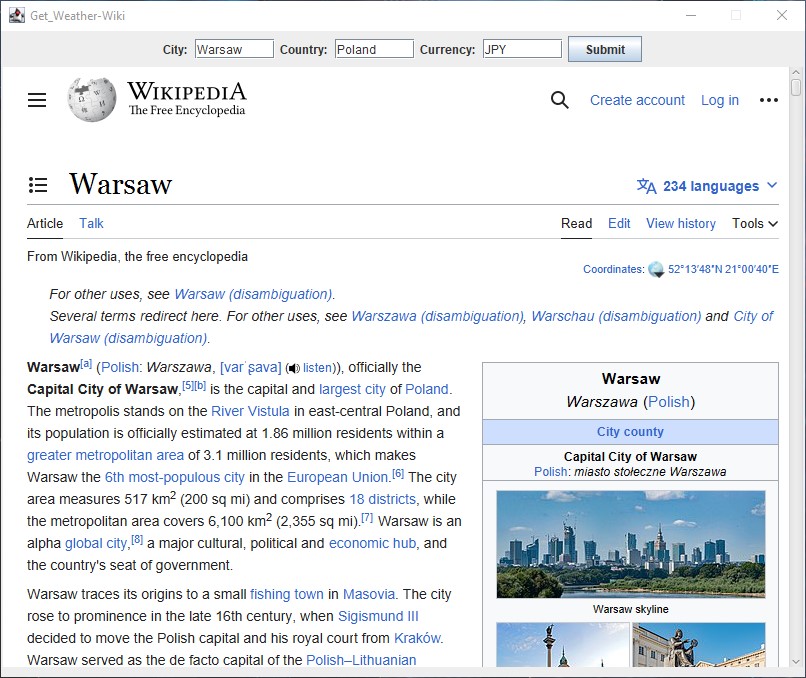 Get_Weather-Wiki
City: Warsaw Country: Poland Currency: JPY Submit
WIKIPEDIA
The Free Encyclopedia
Create account Log in
Warsaw
234 languages
Article Talk Read Edit View history Tools
From Wikipedia, the free encyclopedia
Coordinates: 52°13′48″N 21°00′40″E
For other uses, see Warsaw (disambiguation).
Several terms redirect here. For other uses, see Warszawa (disambiguation), Warschau (disambiguation) and City of
Warsaw (disambiguation).
Warsaw[a] (Polish: Warszawa, [varˈʂava] (listen)), officially the
Capital City of Warsaw,[5][b] is the capital and largest city of Poland.
The metropolis stands on the River Vistula in east-central Poland, and
its population is officially estimated at 1.86 million residents within a
greater metropolitan area of 3.1 million residents, which makes
Warsaw the 6th most-populous city in the European Union.[6] The city
area measures 517 km2 (200 sq mi) and comprises 18 districts, while
the metropolitan area covers 6,100 km2 (2,355 sq mi).[7] Warsaw is an
alpha global city,[8] a major cultural, political and economic hub, and
the country's seat of government.
Warsaw traces its origins to a small fishing town in Masovia. The city
rose to prominence in the late 16th century, when Sigismund III
decided to move the Polish capital and his royal court from Kraków.
Warsaw served as the de facto capital of the Polish–Lithuanian
Warsaw
Warszawa (Polish)
City county
Capital City of Warsaw
Polish: miasto stołeczne Warszawa
Warsaw skyline